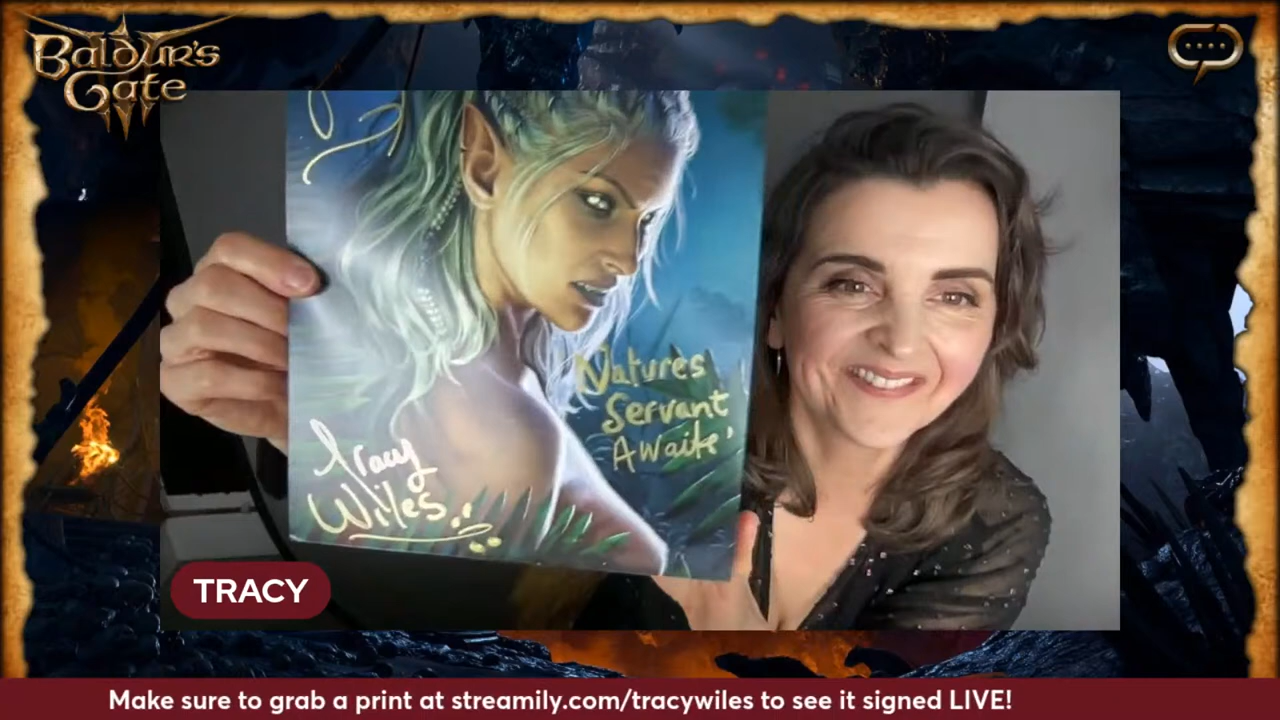 BALDUR'S
GATE
III
Natures
Servant
Awaits
Tracy
Wiles
TRACY
Make sure to grab a print at streamily.com/tracywiles to see it signed LIVE!